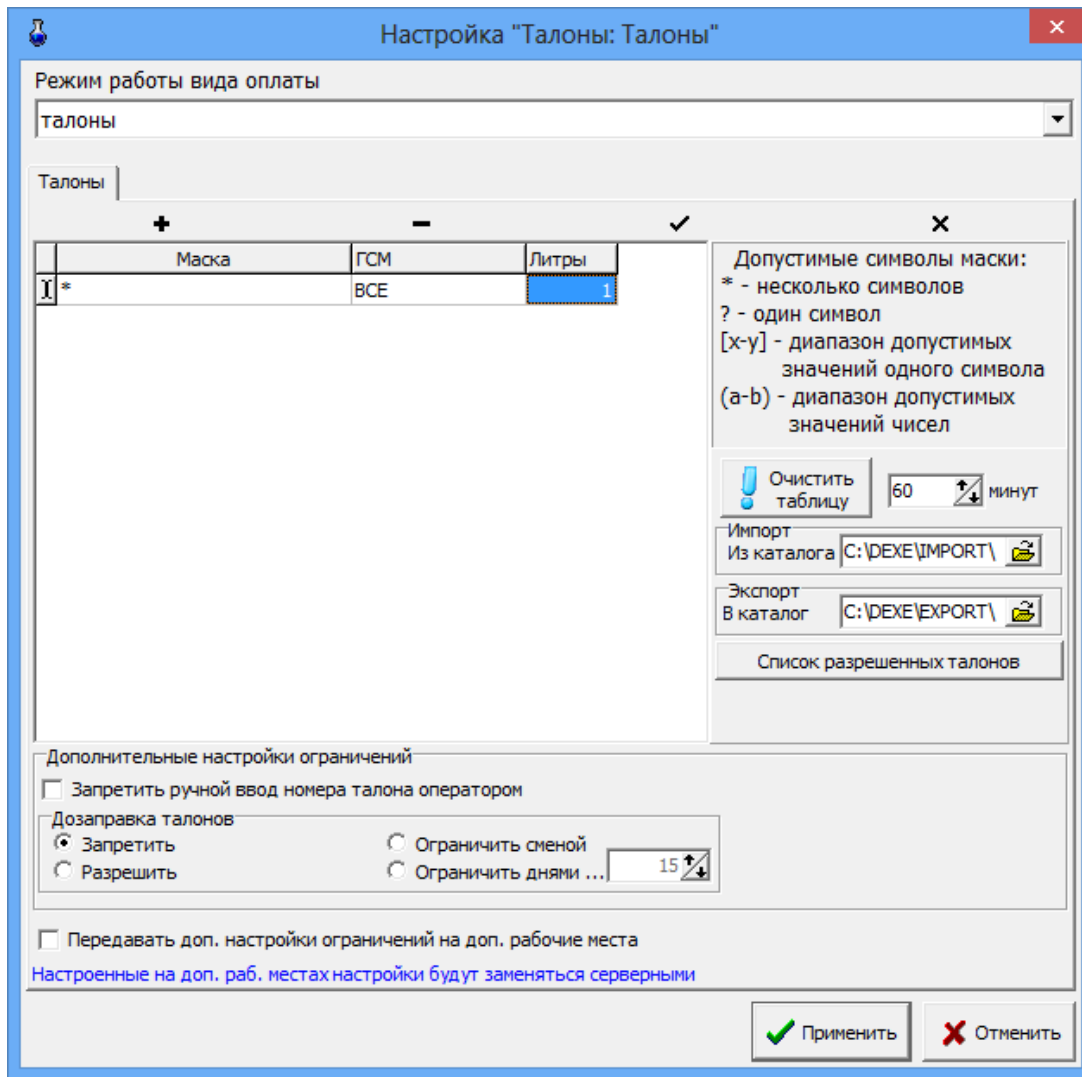 Настройка "Талоны: Талоны"
Режим работы вида оплаты
талоны
Талоны
Маска ГСМ Литры
* ВСЕ 1
Допустимые символы маски:
* - несколько символов
? - один символ
[x-y] - диапазон допустимых
значений одного символа
(a-b) - диапазон допустимых
значений чисел
Очистить
таблицу
60 минут
Импорт
Из каталога C:\DEXE\IMPORT\
Экспорт
В каталог C:\DEXE\EXPORT\
Список разрешенных талонов
Дополнительные настройки ограничений
Запретить ручной ввод номера талона оператором
Дозаправка талонов
Запретить Ограничить сменой
Разрешить Ограничить днями ... 15
Передавать доп. настройки ограничений на доп. рабочие места
Настроенные на доп. раб. местах настройки будут заменяться серверными
Применить Отменить